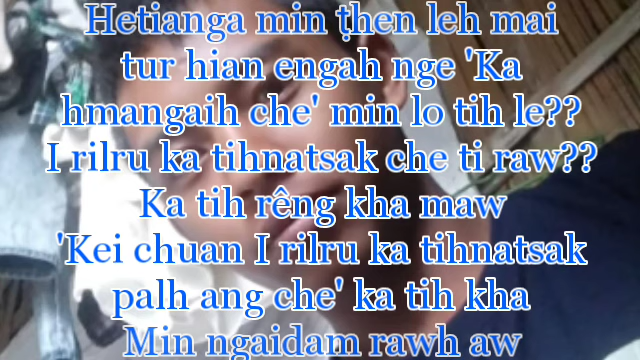 Hetianga min ṭhen leh mai
tur hian engah nge 'Ka
hmangaih che' min lo tih le??
I rilru ka tihnatsak che ti raw??
Ka tih rêng kha maw
'Kei chuan I rilru ka tihnatsak
palh ang che' ka tih kha
Min ngaidam rawh aw